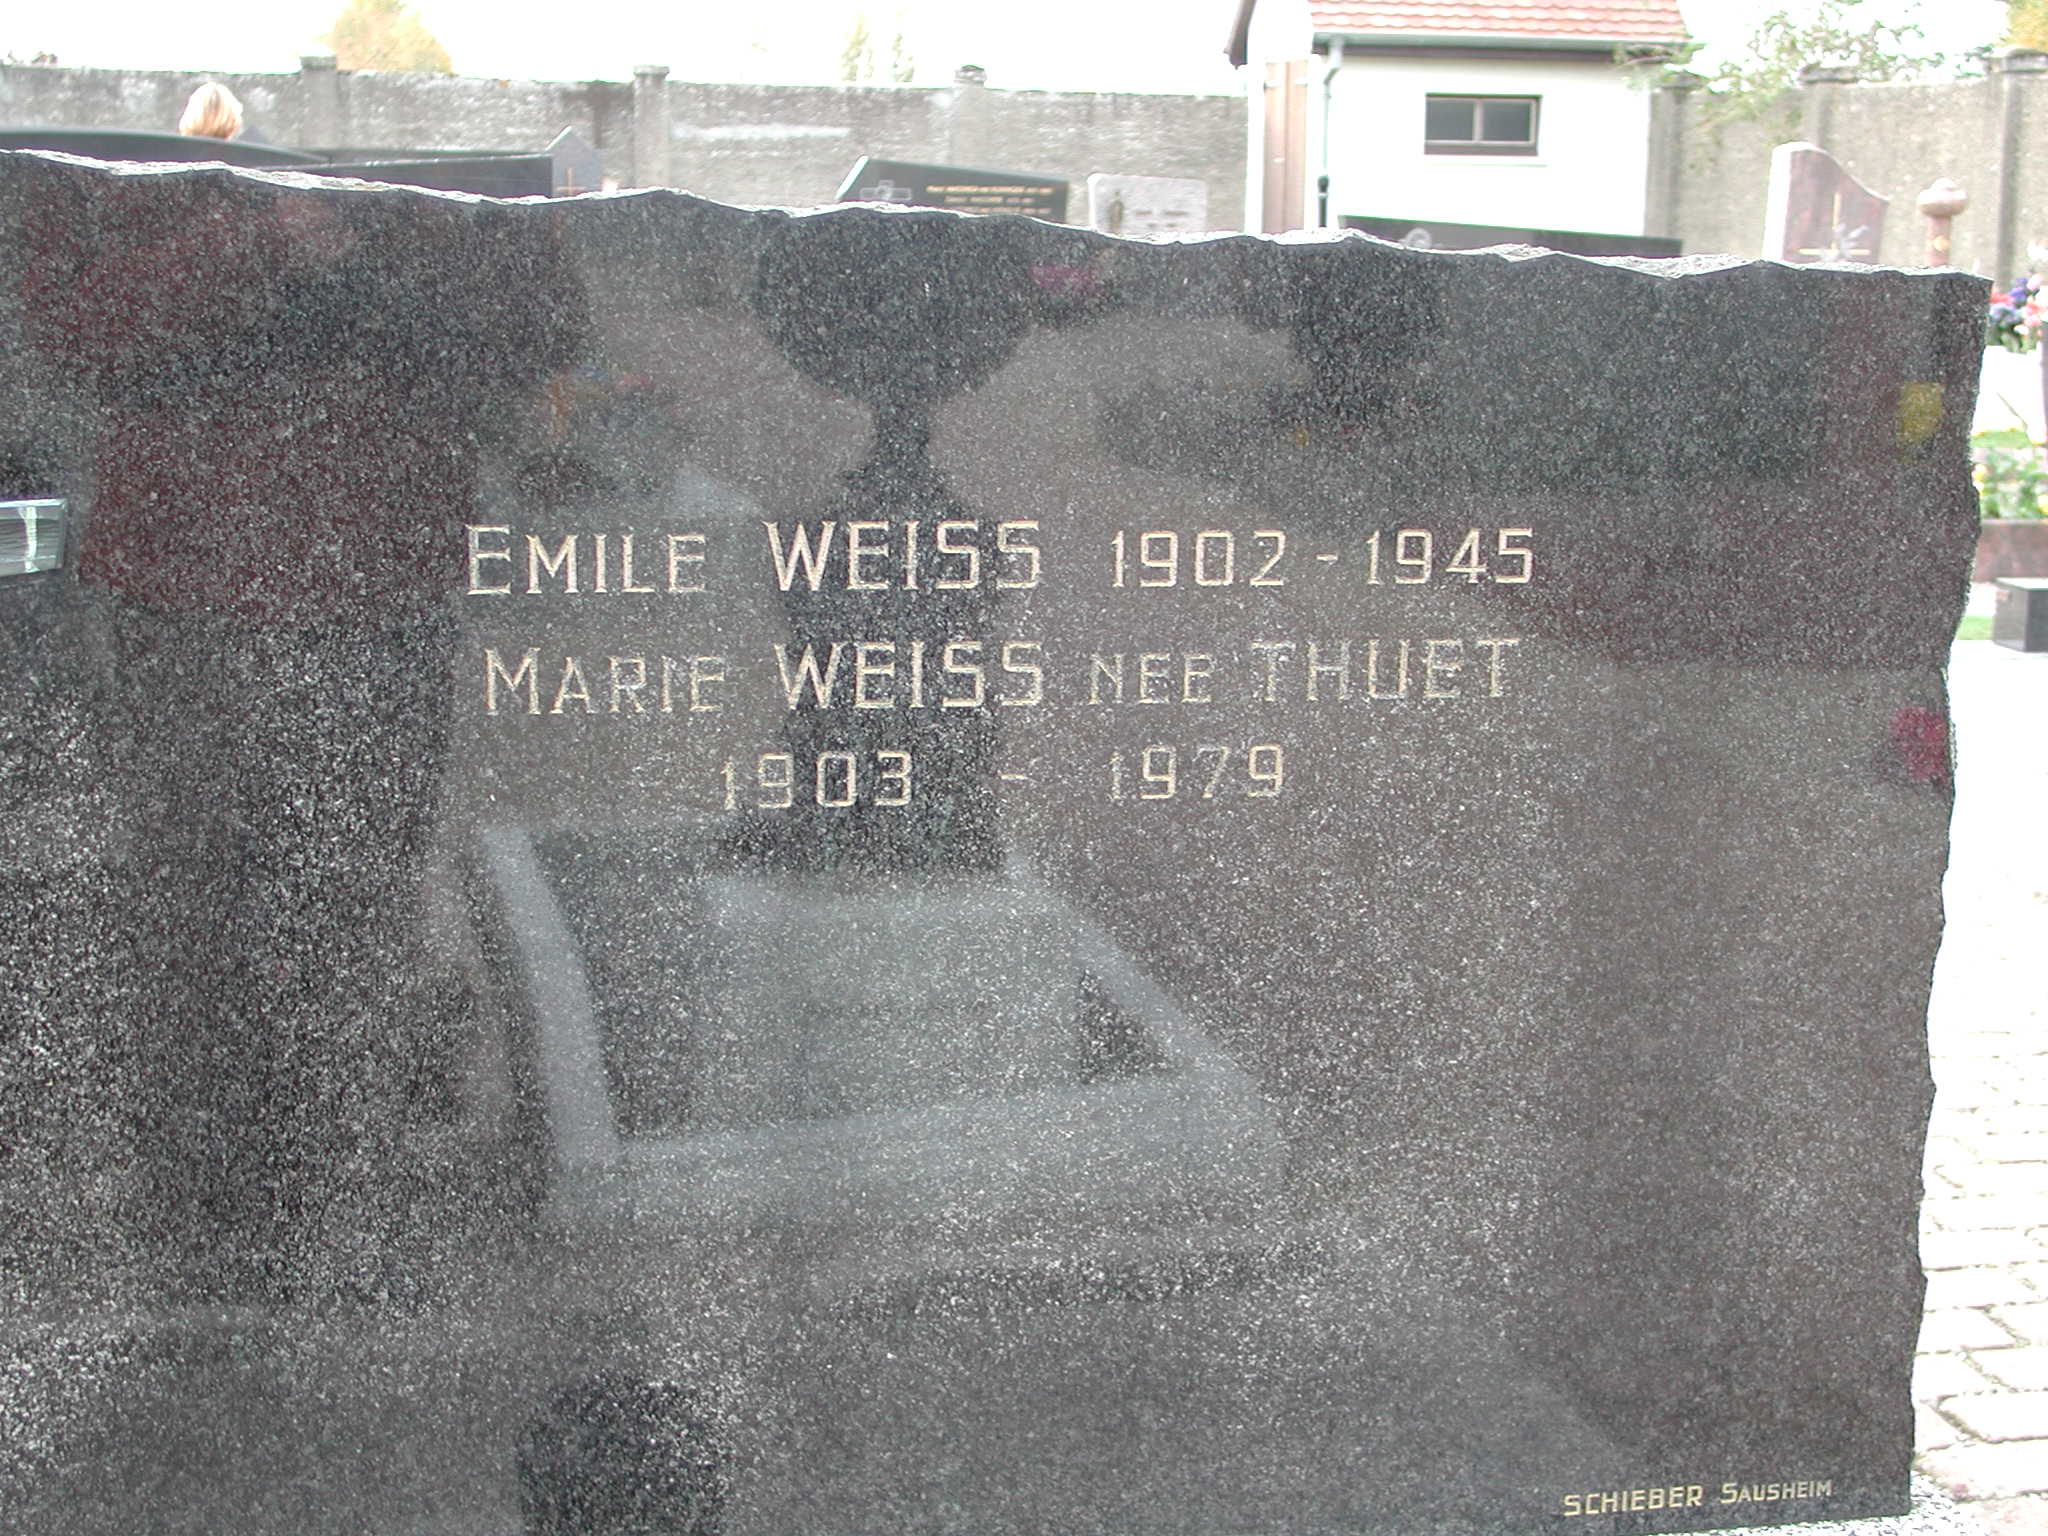 EMILE WEISS 1902 - 1945
MARIE WEISS NEE THUET
1903 - 1979
SCHIEBER SAUSHEIM